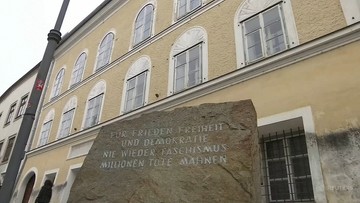 FÜR FRIEDEN FREIHEIT
UND DEMOKRATIE
NIE WIEDER FASCHISMUS
MILLIONEN TOTE MAHNEN